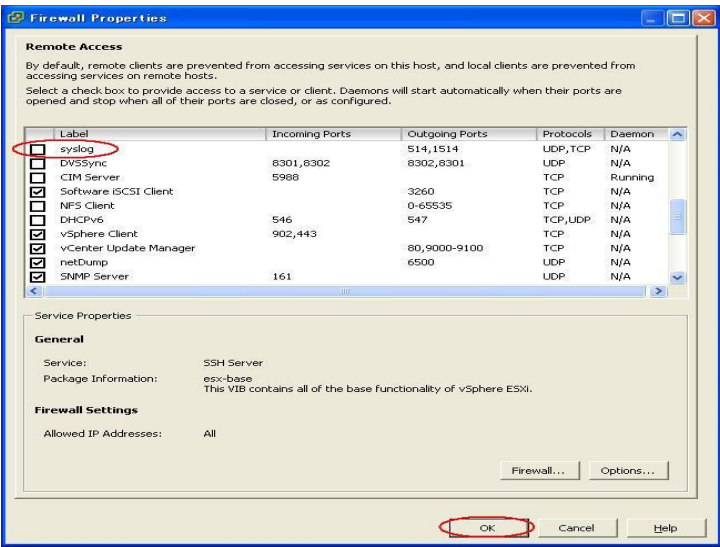 Firewall Properties
Remote Access
By default, remote clients are prevented from accessing services on this host, and local clients are prevented from
accessing services on remote hosts.
Select a check box to provide access to a service or client. Daemons will start automatically when their ports are
opened and stop when all of their ports are closed, or as configured.
Label Incoming Ports Outgoing Ports Protocols Daemon
syslog 514,1514 UDP,TCP N/A
DVSSync 8301,8302 8302,8301 UDP N/A
CIM Server 5988 TCP Running
Software iSCSI Client 3260 TCP N/A
NFS Client 0-65535 TCP N/A
DHCPv6 546 547 TCP,UDP N/A
vSphere Client 902,443 TCP N/A
vCenter Update Manager 80,9000-9100 TCP N/A
netDump 6500 UDP N/A
SNMP Server 161 UDP N/A
Service Properties
General
Service: SSH Server
Package Information: esx-base
This VIB contains all of the base functionality of vSphere ESXi.
Firewall Settings
Allowed IP Addresses: All
Firewall... Options...
OK Cancel Help